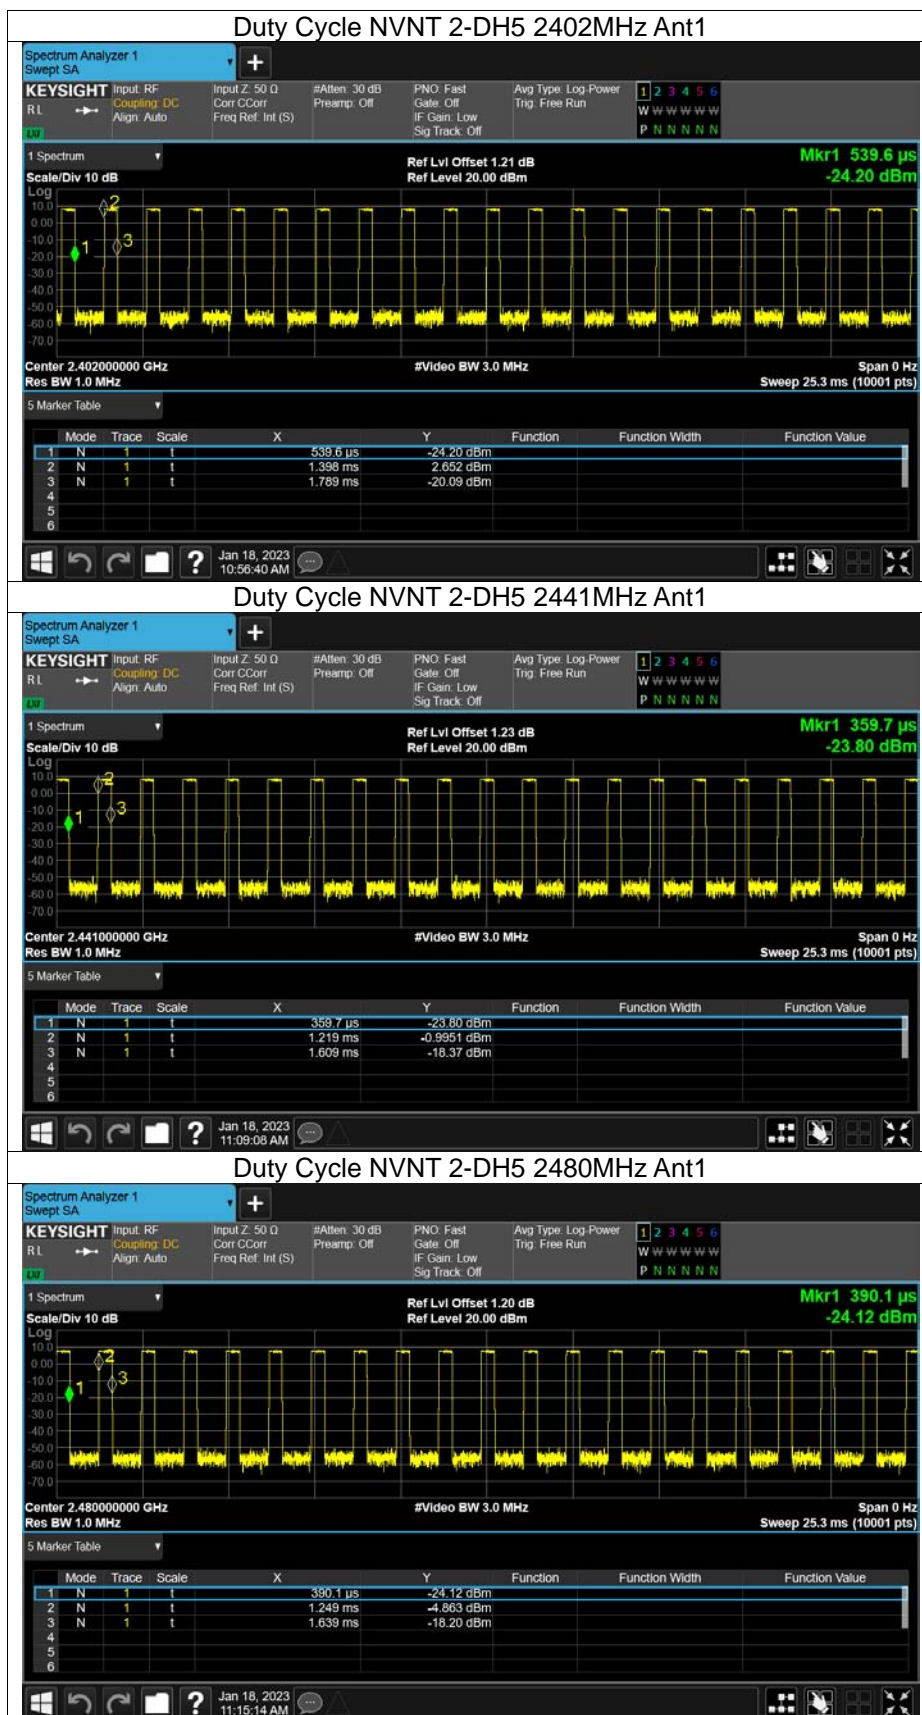 Duty Cycle NVNT 2-DH5 2402MHz Ant1
Spectrum Analyzer 1
Swept SA
+
KEYSIGHT Input: RF Input Z: 50 Ω #Atten: 30 dB PNO: Fast Avg Type: Log-Power 1 2 3 4 5 6
RL Coupling: DC Corr CCorr Preamp: Off Gate: Off Trig: Free Run W W W W W W
Align: Auto Freq Ref: Int (S) IF Gain: Low
LXI Sig Track: Off P N N N N N
1 Spectrum Ref Lvl Offset 1.21 dB Mkr1 539.6 µs
Scale/Div 10 dB Ref Level 20.00 dBm -24.20 dBm
Log
10.0
0.00
-10.0
-20.0
-30.0
-40.0
-50.0
-60.0
-70.0
1
2
3
Center 2.402000000 GHz #Video BW 3.0 MHz Span 0 Hz
Res BW 1.0 MHz Sweep 25.3 ms (10001 pts)
5 Marker Table
Mode Trace Scale X Y Function Function Width Function Value
1 N 1 t 539.6 µs -24.20 dBm
2 N 1 t 1.398 ms 2.652 dBm
3 N 1 t 1.789 ms -20.09 dBm
4
5
6
? Jan 18, 2023
10:56:40 AM
Duty Cycle NVNT 2-DH5 2441MHz Ant1
Spectrum Analyzer 1
Swept SA
+
KEYSIGHT Input: RF Input Z: 50 Ω #Atten: 30 dB PNO: Fast Avg Type: Log-Power 1 2 3 4 5 6
RL Coupling: DC Corr CCorr Preamp: Off Gate: Off Trig: Free Run W W W W W W
Align: Auto Freq Ref: Int (S) IF Gain: Low
LXI Sig Track: Off P N N N N N
1 Spectrum Ref Lvl Offset 1.23 dB Mkr1 359.7 µs
Scale/Div 10 dB Ref Level 20.00 dBm -23.80 dBm
Log
10.0
0.00
-10.0
-20.0
-30.0
-40.0
-50.0
-60.0
-70.0
1
2
3
Center 2.441000000 GHz #Video BW 3.0 MHz Span 0 Hz
Res BW 1.0 MHz Sweep 25.3 ms (10001 pts)
5 Marker Table
Mode Trace Scale X Y Function Function Width Function Value
1 N 1 t 359.7 µs -23.80 dBm
2 N 1 t 1.219 ms -0.9951 dBm
3 N 1 t 1.609 ms -18.37 dBm
4
5
6
? Jan 18, 2023
11:09:08 AM
Duty Cycle NVNT 2-DH5 2480MHz Ant1
Spectrum Analyzer 1
Swept SA
+
KEYSIGHT Input: RF Input Z: 50 Ω #Atten: 30 dB PNO: Fast Avg Type: Log-Power 1 2 3 4 5 6
RL Coupling: DC Corr CCorr Preamp: Off Gate: Off Trig: Free Run W W W W W W
Align: Auto Freq Ref: Int (S) IF Gain: Low
LXI Sig Track: Off P N N N N N
1 Spectrum Ref Lvl Offset 1.20 dB Mkr1 390.1 µs
Scale/Div 10 dB Ref Level 20.00 dBm -24.12 dBm
Log
10.0
0.00
-10.0
-20.0
-30.0
-40.0
-50.0
-60.0
-70.0
1
2
3
Center 2.480000000 GHz #Video BW 3.0 MHz Span 0 Hz
Res BW 1.0 MHz Sweep 25.3 ms (10001 pts)
5 Marker Table
Mode Trace Scale X Y Function Function Width Function Value
1 N 1 t 390.1 µs -24.12 dBm
2 N 1 t 1.249 ms -4.863 dBm
3 N 1 t 1.639 ms -18.20 dBm
4
5
6
? Jan 18, 2023
11:15:14 AM